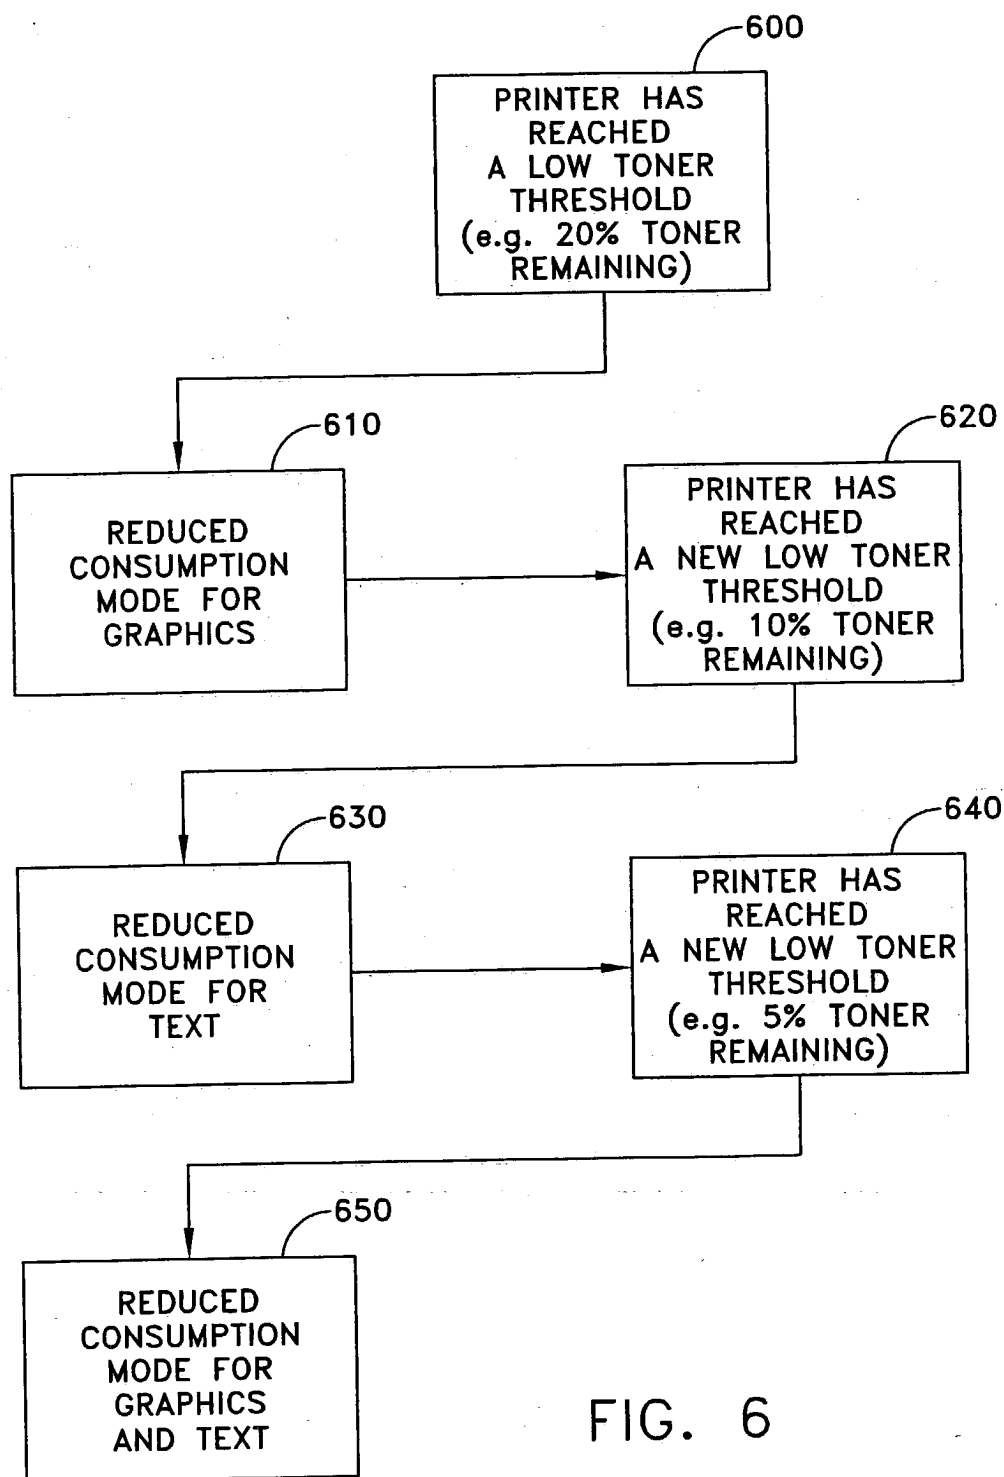 600
PRINTER HAS
REACHED
A LOW TONER
THRESHOLD
(e.g. 20% TONER
REMAINING)
610
REDUCED
CONSUMPTION
MODE FOR
GRAPHICS
620
PRINTER HAS
REACHED
A NEW LOW TONER
THRESHOLD
(e.g. 10% TONER
REMAINING)
630
REDUCED
CONSUMPTION
MODE FOR
TEXT
640
PRINTER HAS
REACHED
A NEW LOW TONER
THRESHOLD
(e.g. 5% TONER
REMAINING)
650
REDUCED
CONSUMPTION
MODE FOR
GRAPHICS
AND TEXT
FIG. 6